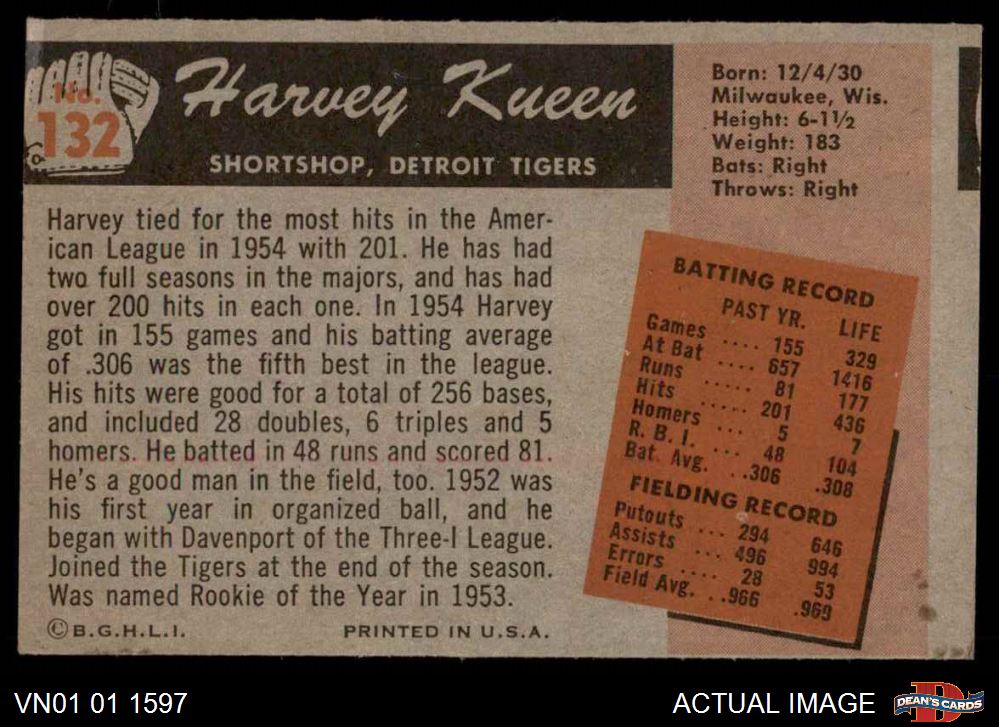 No.
132
Harvey Kueen
SHORTSHOP, DETROIT TIGERS
Born: 12/4/30
Milwaukee, Wis.
Height: 6-11/2
Weight: 183
Bats: Right
Throws: Right
Harvey tied for the most hits in the Amer-
ican League in 1954 with 201. He has had
two full seasons in the majors, and has had
over 200 hits in each one. In 1954 Harvey
got in 155 games and his batting average
of .306 was the fifth best in the league.
His hits were good for a total of 256 bases,
and included 28 doubles, 6 triples and 5
homers. He batted in 48 runs and scored 81.
He's a good man in the field, too. 1952 was
his first year in organized ball, and he
began with Davenport of the Three-I League.
Joined the Tigers at the end of the season.
Was named Rookie of the Year in 1953.
©B.G.H.L.I. PRINTED IN U.S.A.
BATTING RECORD
PAST YR. LIFE
Games .... 155 329
At Bat .... 657 1416
Runs ..... 81 177
Hits ..... 201 436
Homers ... 5 7
R. B. I. ... 48 104
Bat. Avg. ..306 .308
FIELDING RECORD
Putouts ... 294 646
Assists ... 496 994
Errors .... 28 53
Field Avg. ..966 .969
VN01 01 1597
ACTUAL IMAGE
D
DEAN'S CARDS